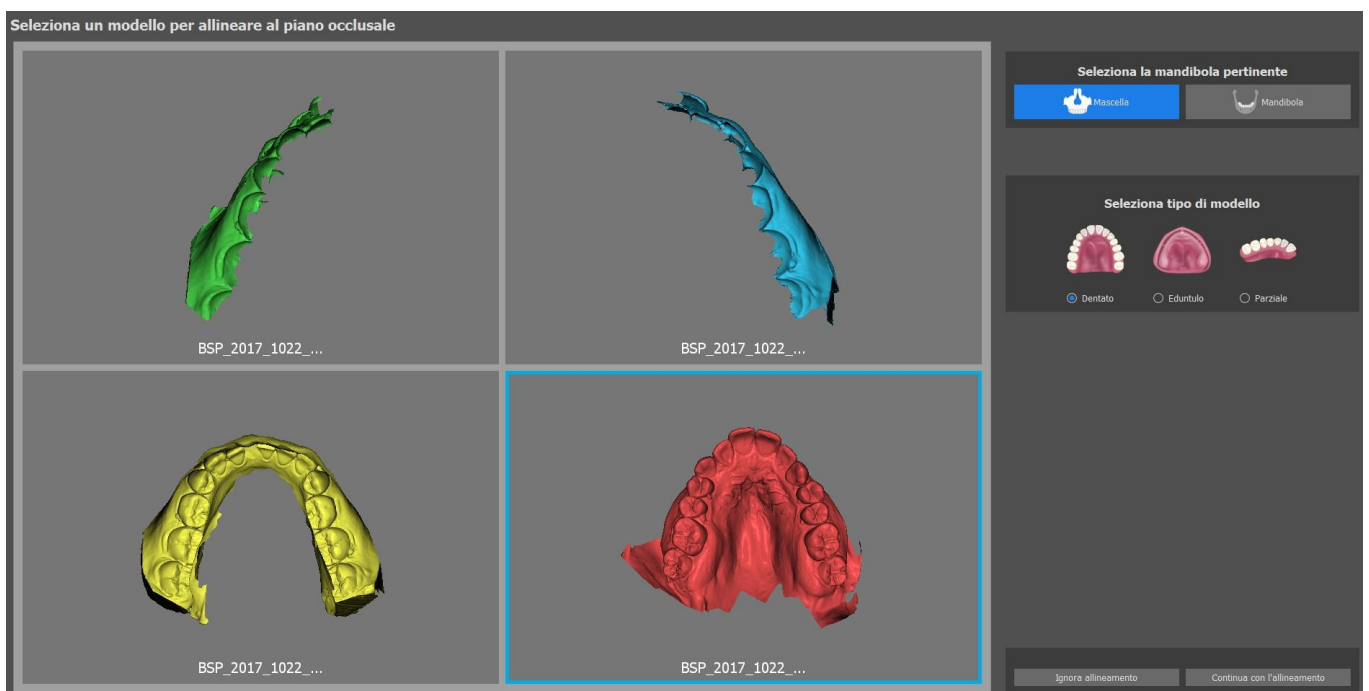 Seleziona un modello per allineare al piano occlusale
BSP_2017_1022_...
BSP_2017_1022_...
BSP_2017_1022_...
BSP_2017_1022_...
Seleziona la mandibola pertinente
Mascella
Mandibola
Seleziona tipo di modello
Dentato
Eduntulo
Parziale
Ignora allineamento
Continua con l'allineamento